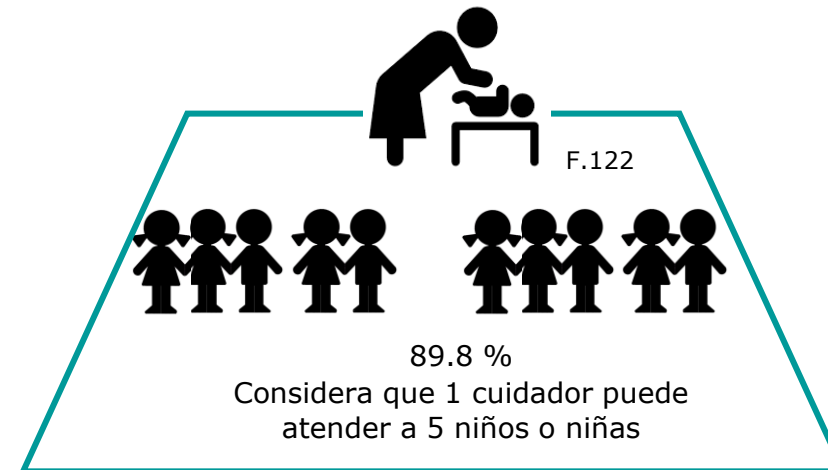 F.122
89.8 %
Considera que 1 cuidador puede
atender a 5 niños o niñas